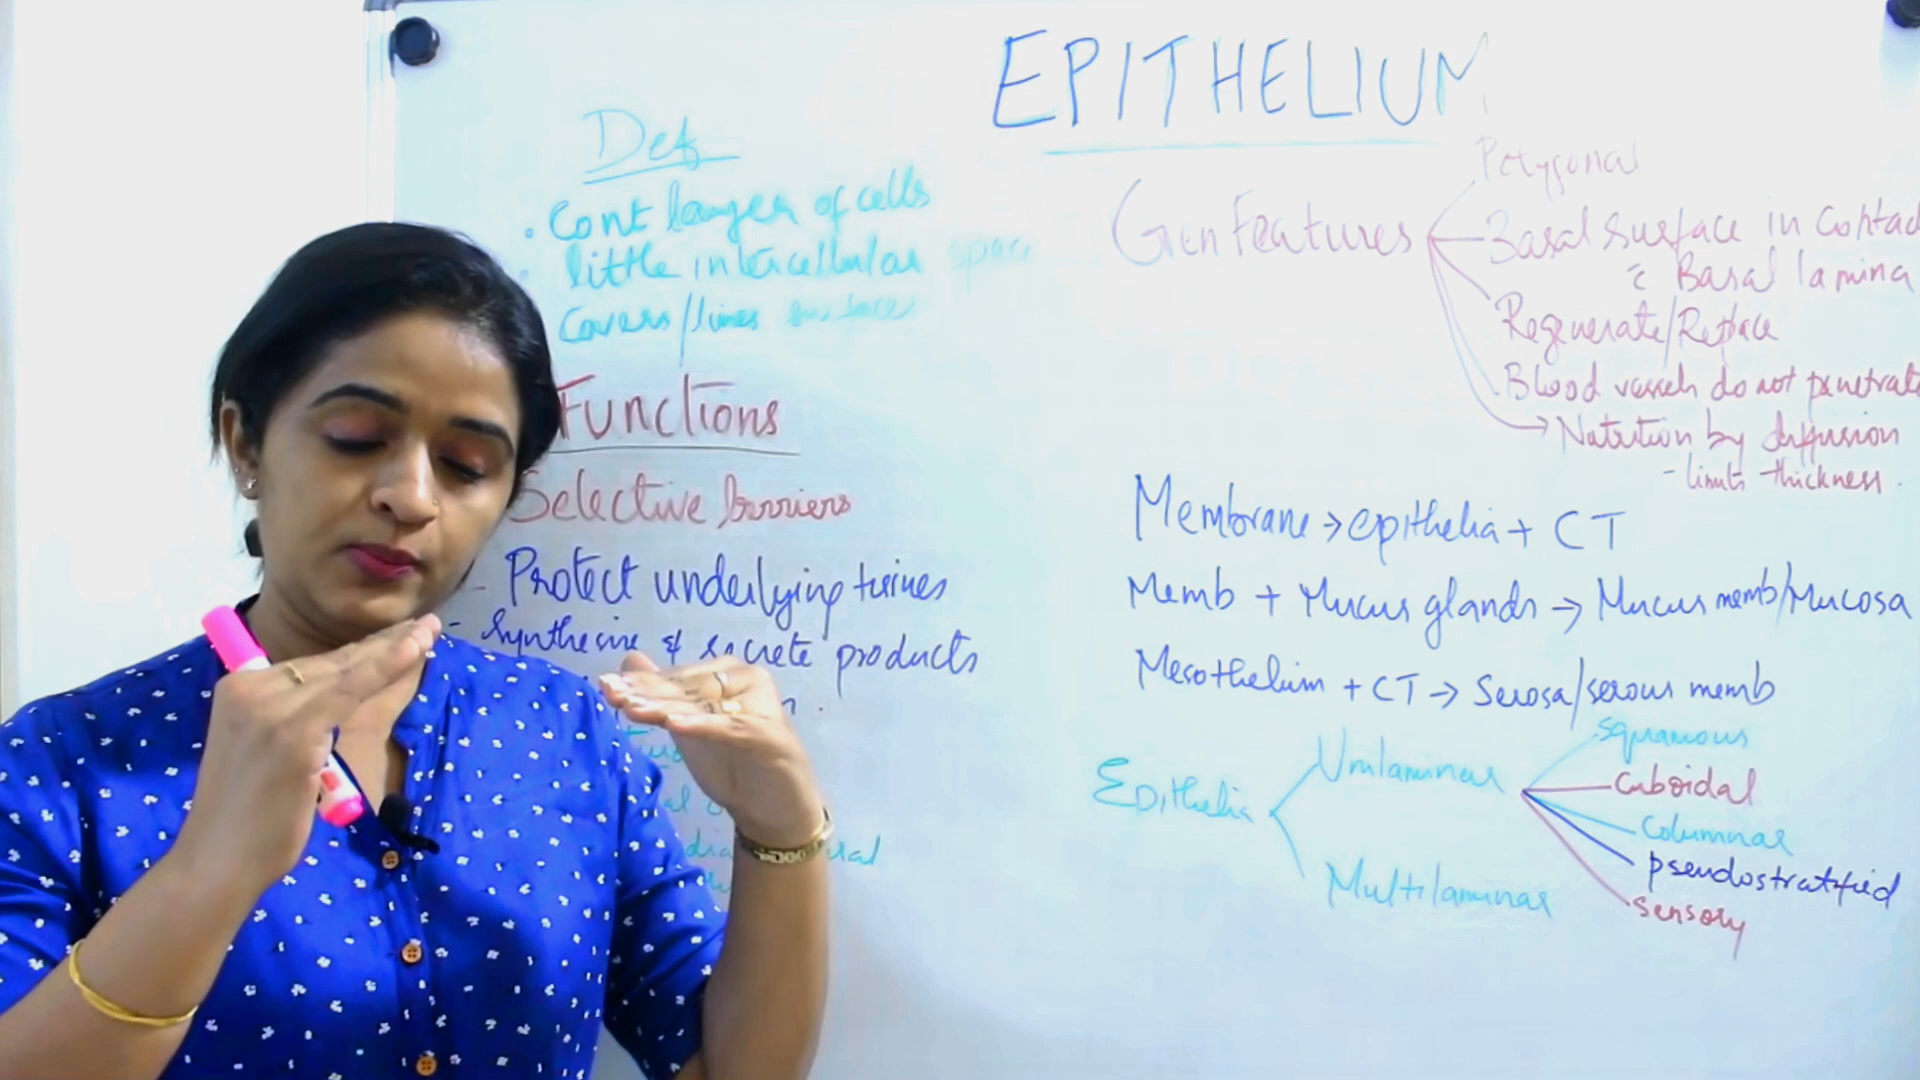 EPITHELIUM
Def
. Cont layer of cells
. little intercellular space
Covers/lines surface
Functions
Selective barriers
- Protect underlying tissues
- Synthesise & secrete products
Gen Features
Polygonal
Basal surface in contact
c̄ Basal lamina
Regenerate/Replace
Blood vessels do not penetrate
→ Nutrition by diffusion
- limits thickness.
Membrane → epithelia + CT
Memb + Mucus glands → Mucus memb/Mucosa
Mesothelium + CT → Serosa/serous memb
Epithelia
Unilaminar
squamous
Cuboidal
Columnar
pseudostratified
sensory
Multilaminar